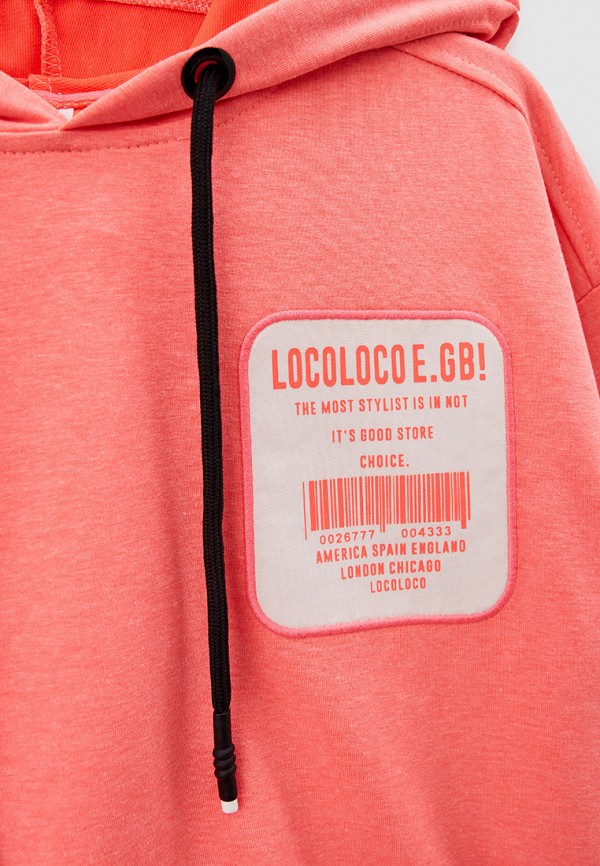 LOCOLOCO E.GB!
THE MOST STYLIST IS IN NOT
IT'S GOOD STORE
CHOICE.
0026777 004333
AMERICA SPAIN ENGLAND
LONDON CHICAGO
LOCOLOCO